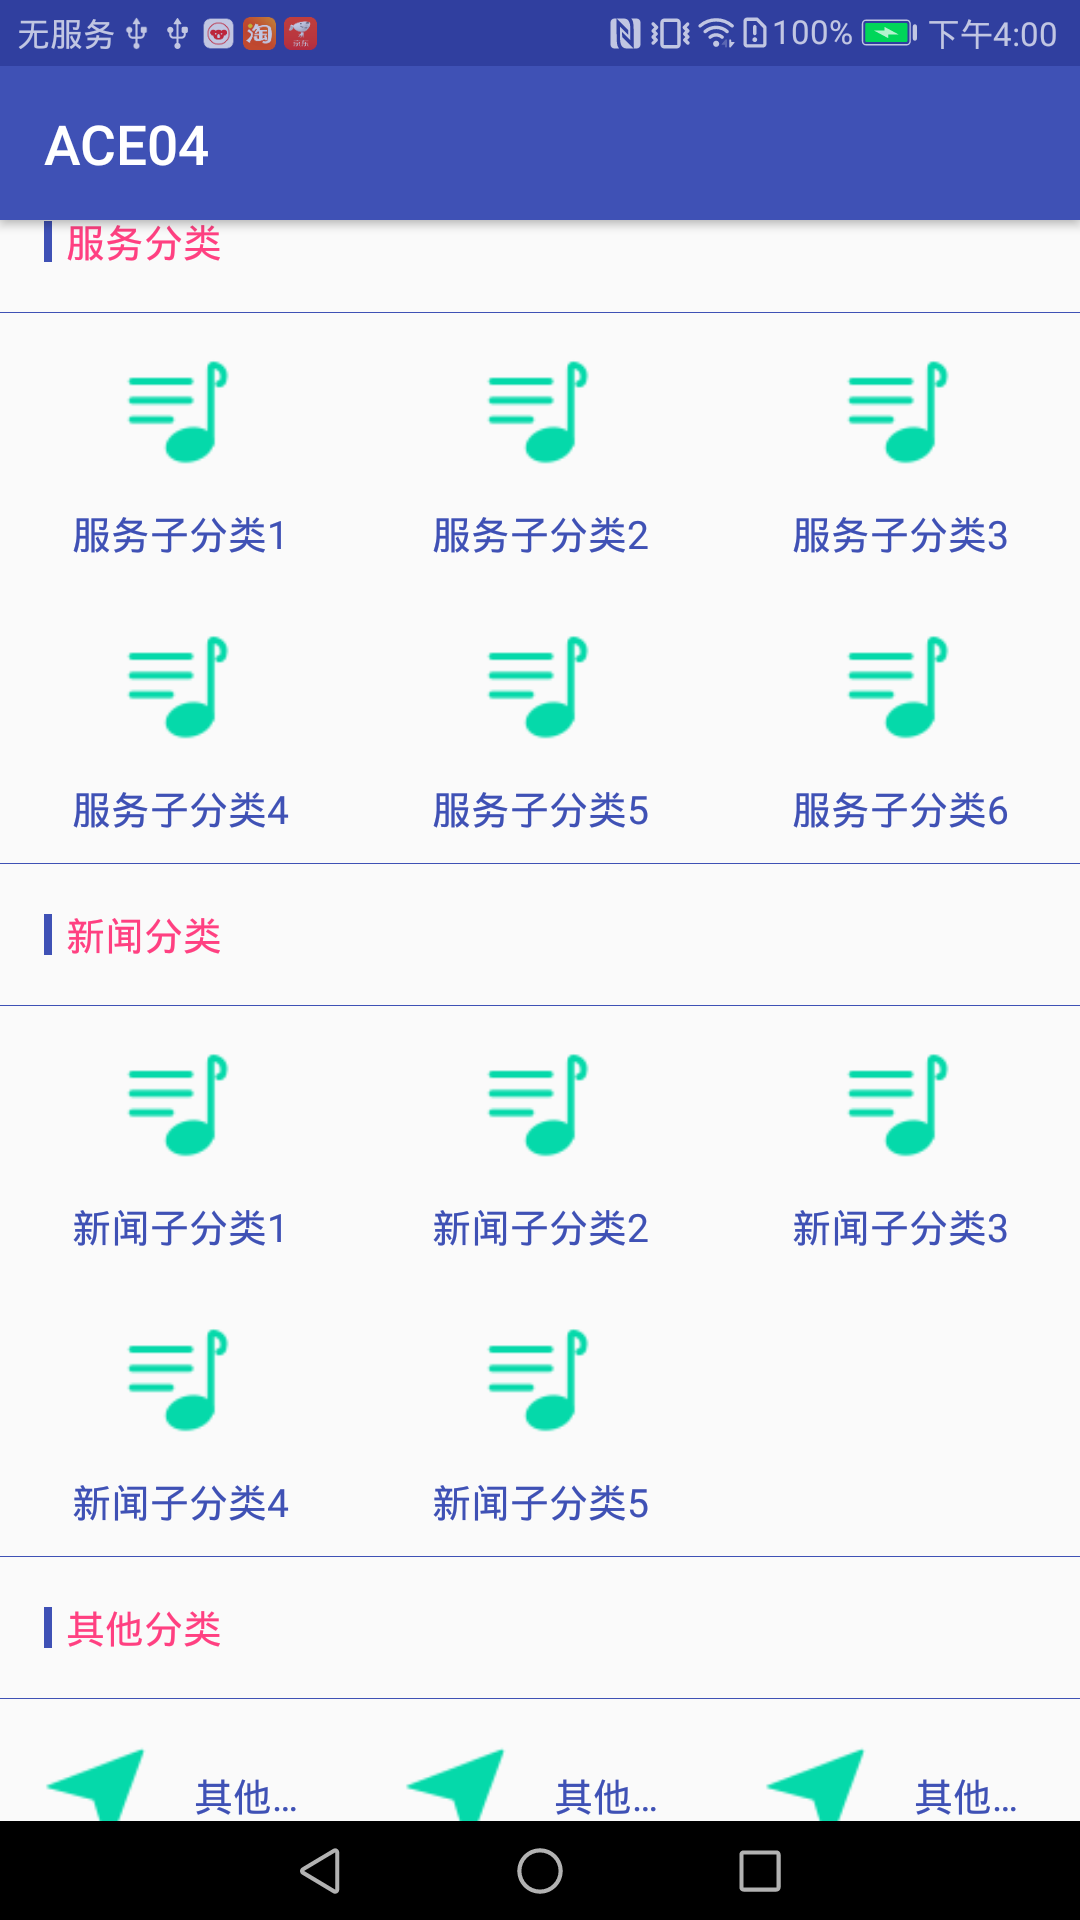 无服务 淘 京东 100% 下午4:00
ACE04
服务分类
服务子分类1 服务子分类2 服务子分类3
服务子分类4 服务子分类5 服务子分类6
新闻分类
新闻子分类1 新闻子分类2 新闻子分类3
新闻子分类4 新闻子分类5
其他分类
其他... 其他... 其他...